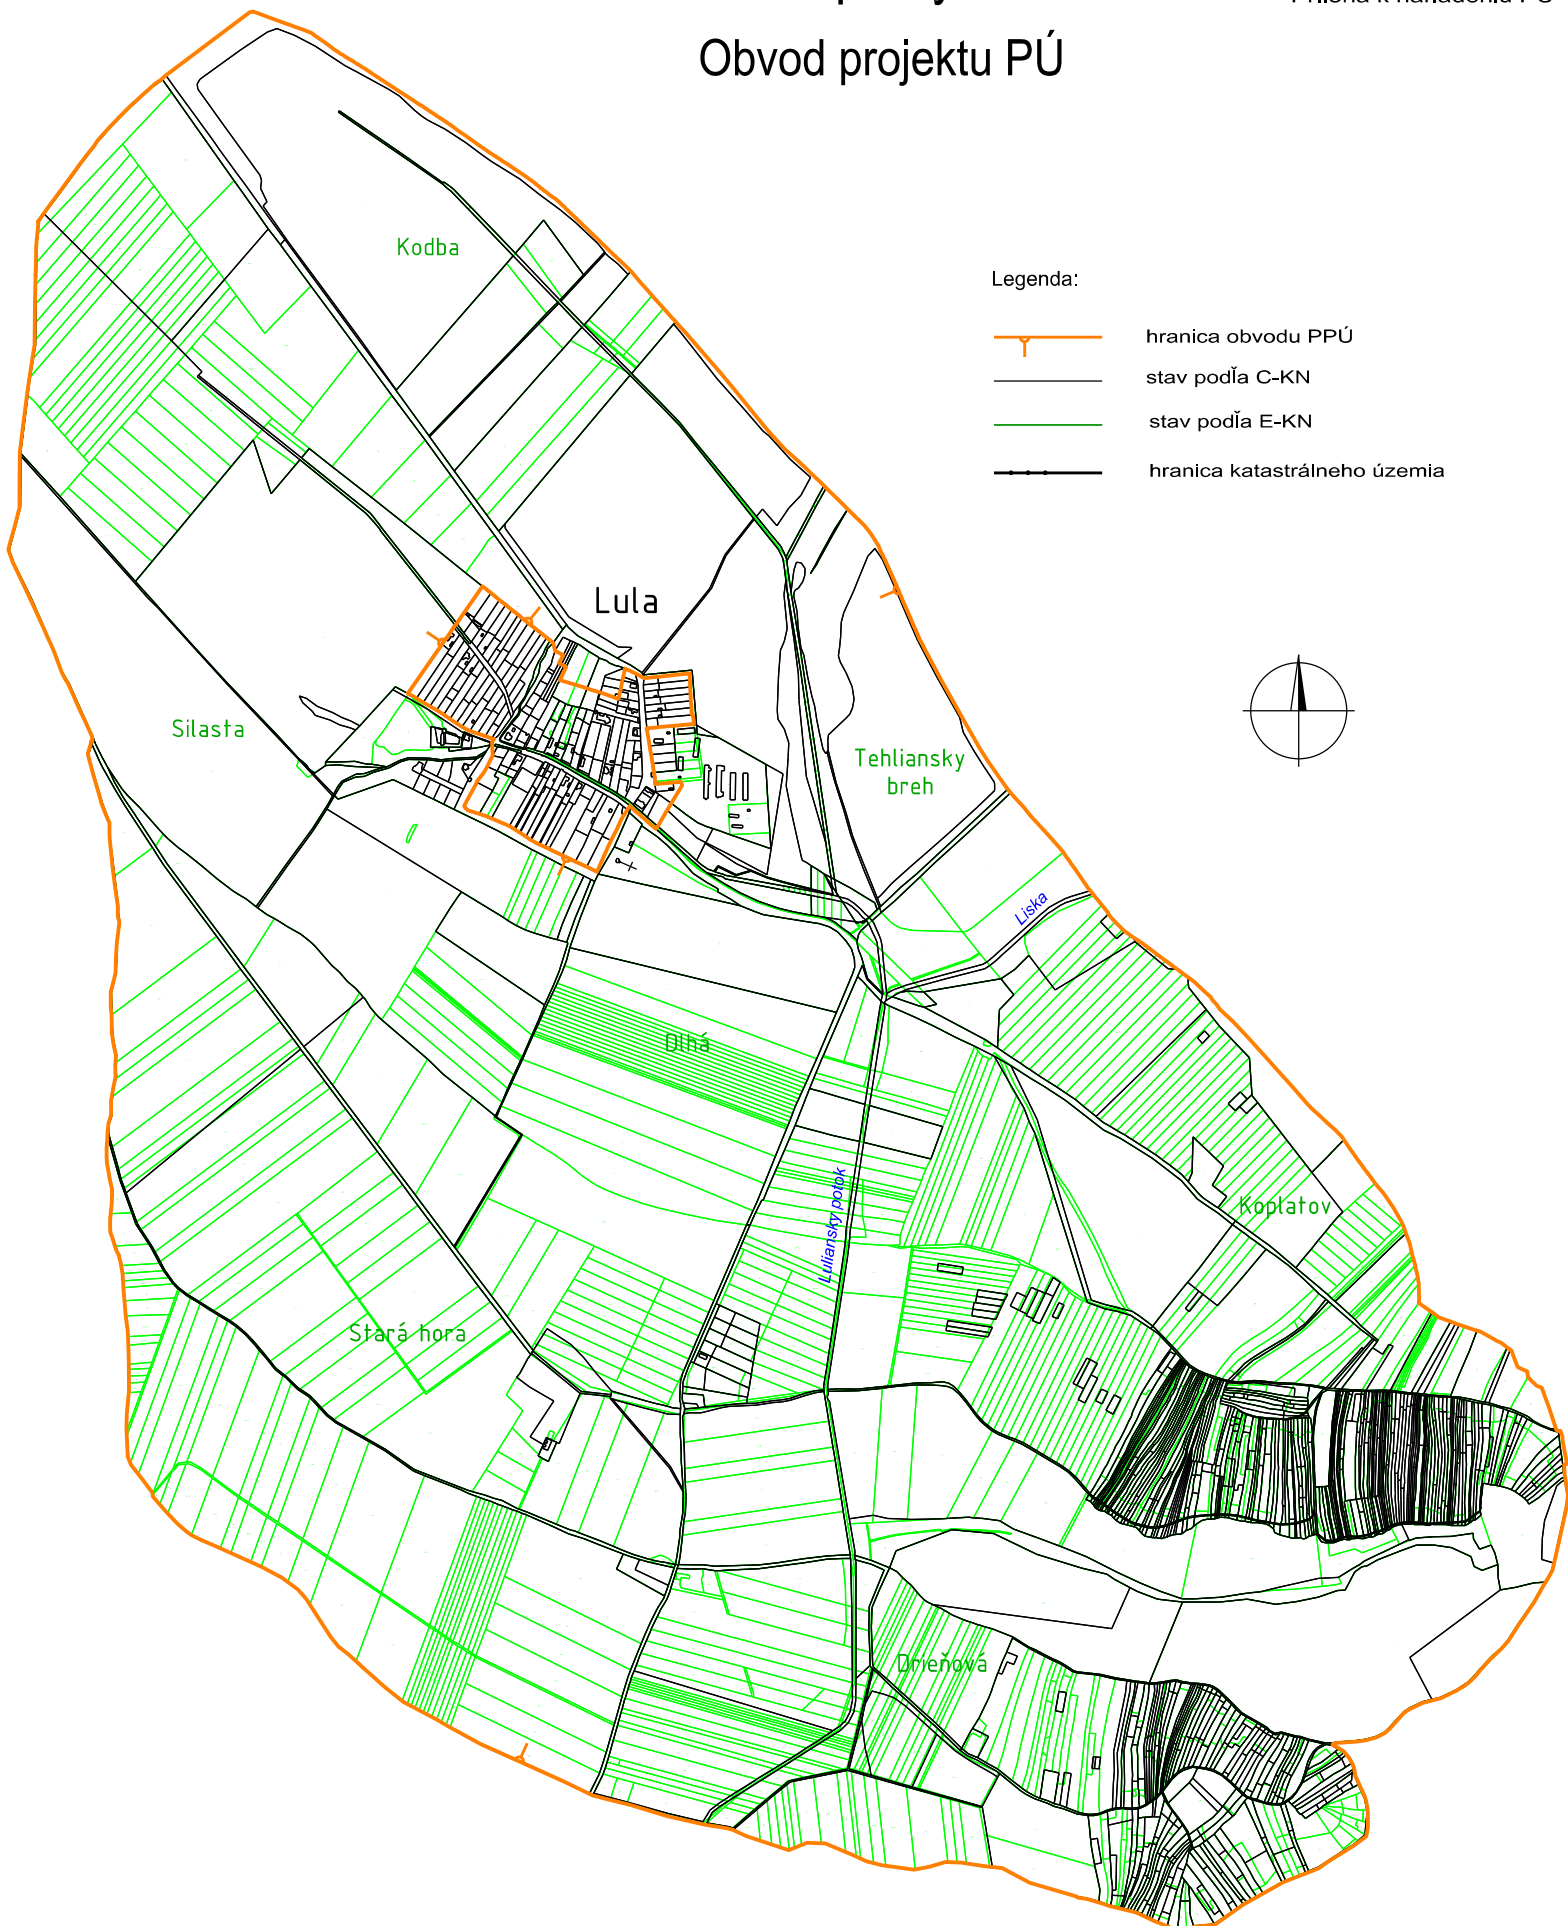 Obvod projektu PÚ
Kodba
Legenda:
hranica obvodu PPÚ
stav podľa C-KN
stav podľa E-KN
hranica katastrálneho územia
Lula
Silasta
Tehliansky
breh
Liska
Dlhá
Luliansky potok
Koplatov
Stará hora
Drieňová